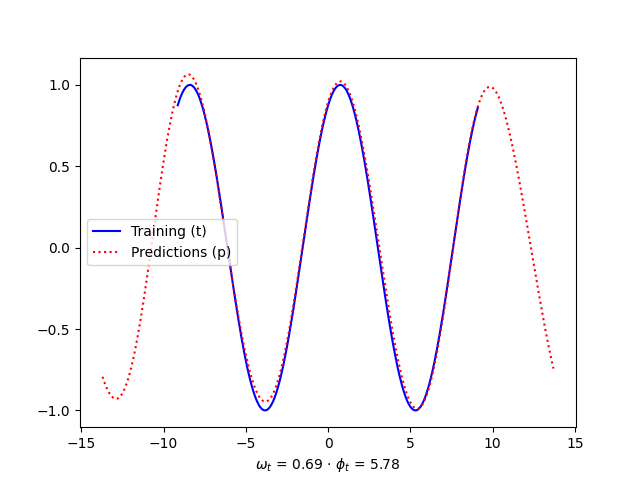 1.0
0.5
0.0
−0.5
−1.0
Training (t)
Predictions (p)
−15 −10 −5 0 5 10 15
ωₜ = 0.69 · ϕₜ = 5.78